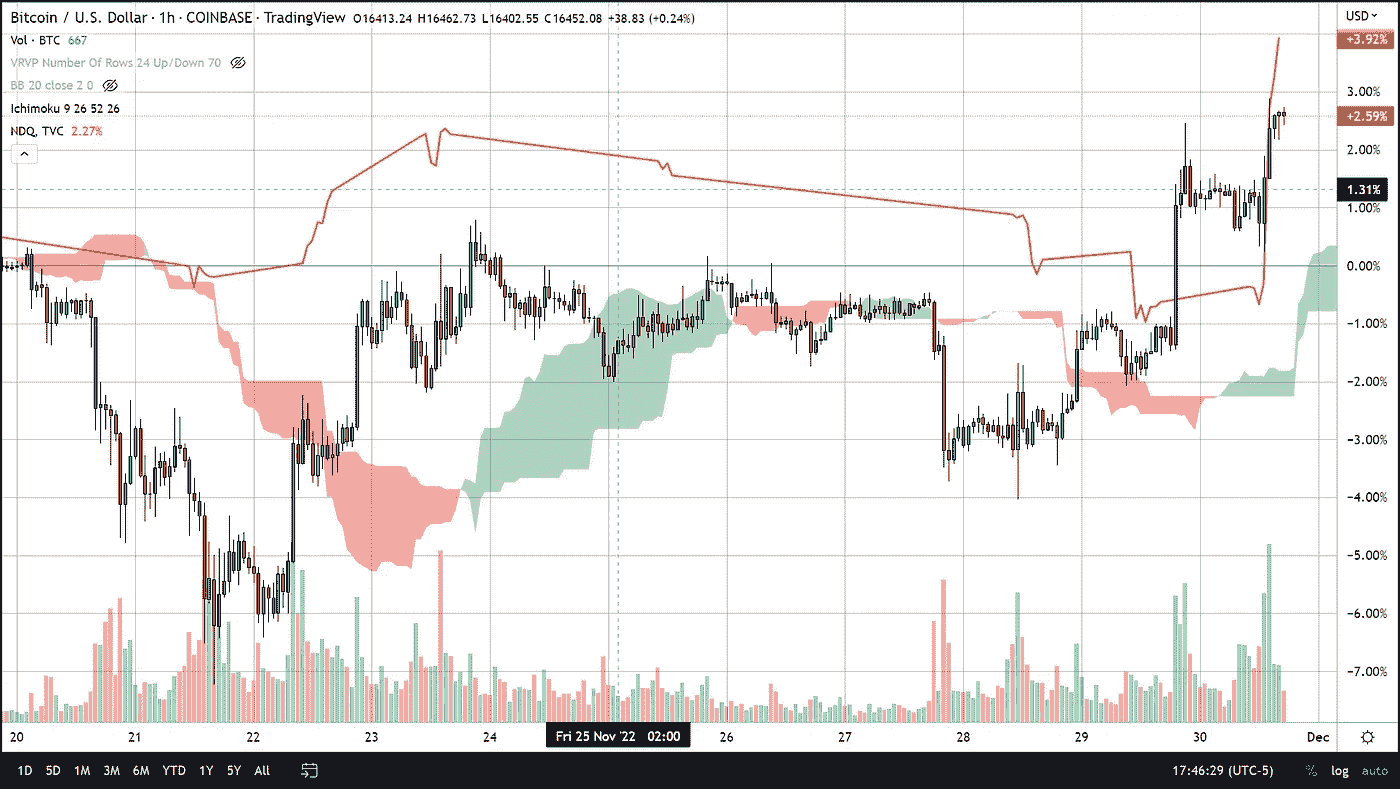 Bitcoin / U.S. Dollar · 1h · COINBASE · TradingView O16413.24 H16462.73 L16402.55 C16452.08 +38.83 (+0.24%)
USD
Vol · BTC 667
+3.92%
VRVP Number Of Rows 24 Up/Down 70
BB 20 close 2 0
3.00%
Ichimoku 9 26 52 26
+2.59%
NDQ, TVC 2.27%
2.00%
1.31%
1.00%
0.00%
−1.00%
−2.00%
−3.00%
−4.00%
−5.00%
−6.00%
−7.00%
20 21 22 23 24 Fri 25 Nov '22 02:00 26 27 28 29 30 Dec
1D 5D 1M 3M 6M YTD 1Y 5Y All 17:46:29 (UTC-5) % log auto